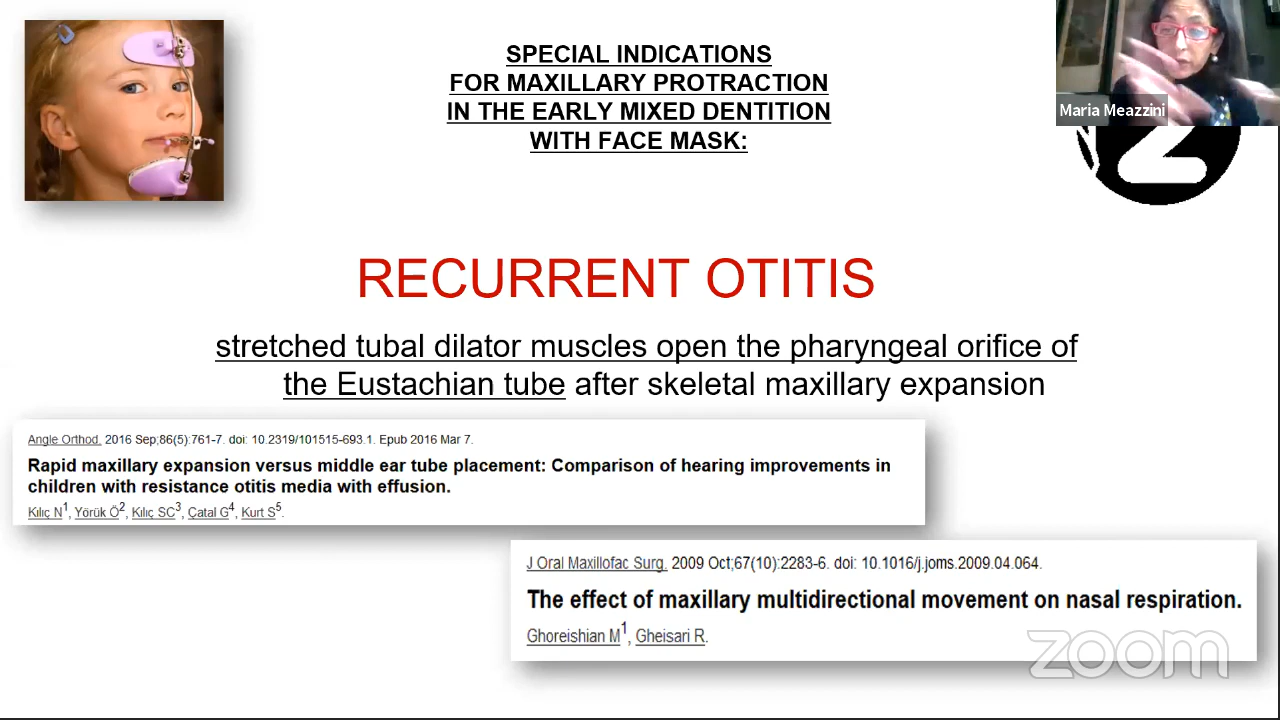 SPECIAL INDICATIONS
FOR MAXILLARY PROTRACTION
IN THE EARLY MIXED DENTITION
WITH FACE MASK:
Maria Meazzini
RECURRENT OTITIS
stretched tubal dilator muscles open the pharyngeal orifice of
the Eustachian tube after skeletal maxillary expansion
Angle Orthod. 2016 Sep;86(5):761-7. doi: 10.2319/101515-693.1. Epub 2016 Mar 7.
Rapid maxillary expansion versus middle ear tube placement: Comparison of hearing improvements in
children with resistance otitis media with effusion.
Kılıç N1, Yörük Ö2, Kılıç SC3, Çatal G4, Kurt S5.
J Oral Maxillofac Surg. 2009 Oct;67(10):2283-6. doi: 10.1016/j.joms.2009.04.064.
The effect of maxillary multidirectional movement on nasal respiration.
Ghoreishian M1, Gheisari R.
zoom